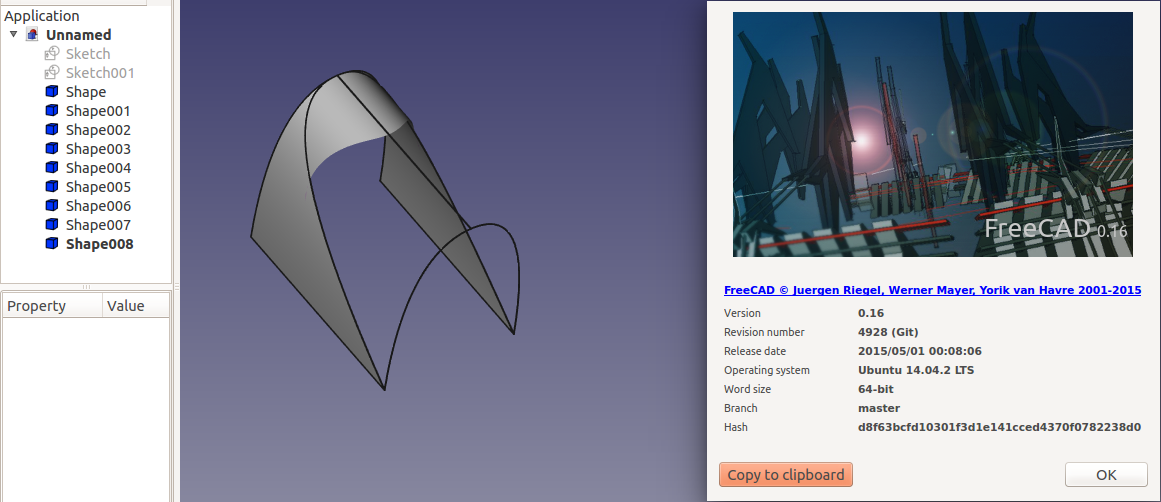 Application
Unnamed
Sketch
Sketch001
Shape
Shape001
Shape002
Shape003
Shape004
Shape005
Shape006
Shape007
Shape008
Property Value
FreeCAD 0.16
FreeCAD © Juergen Riegel, Werner Mayer, Yorik van Havre 2001-2015
Version 0.16
Revision number 4928 (Git)
Release date 2015/05/01 00:08:06
Operating system Ubuntu 14.04.2 LTS
Word size 64-bit
Branch master
Hash d8f63bcfd10301f3d1e141cced4370f0782238d0
Copy to clipboard OK